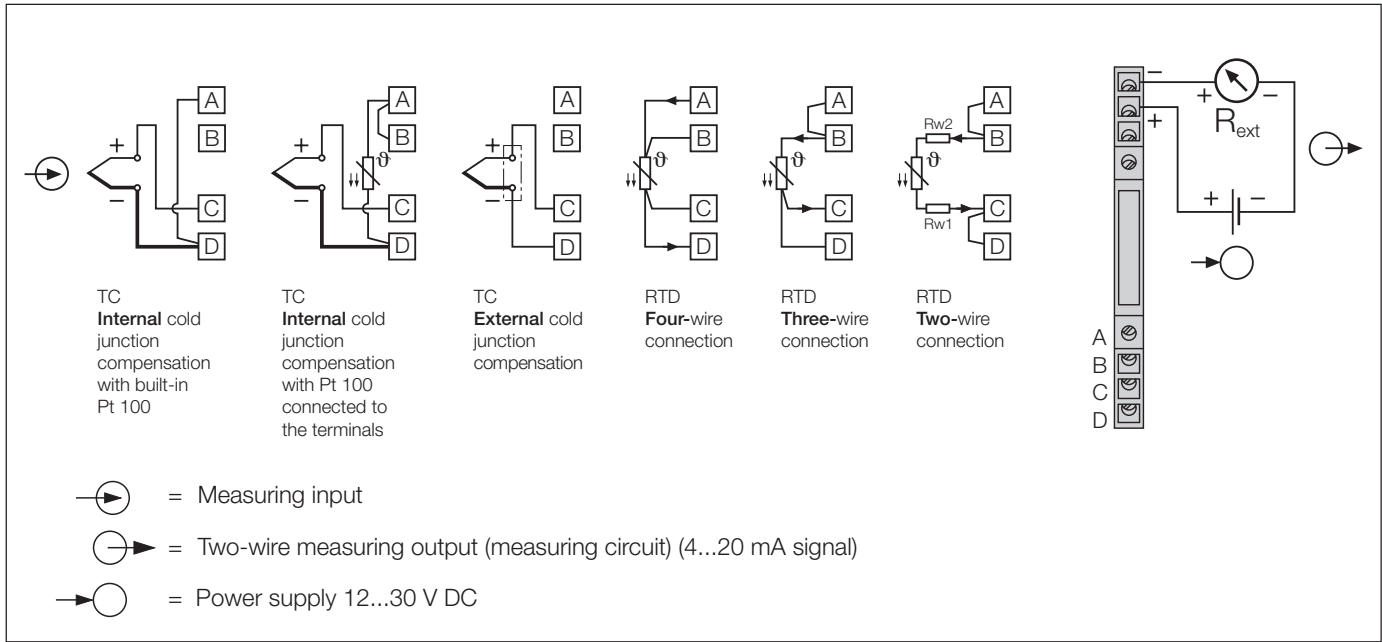 +
−
A
B
C
D
+
−
ϑ
A
B
C
D
+
−
A
B
C
D
ϑ
A
B
C
D
ϑ
A
B
C
D
Rw2
ϑ
Rw1
A
B
C
D
−
+
+
−
Rext
+
−
A
B
C
D
TC
Internal cold
junction
compensation
with built-in
Pt 100
TC
Internal cold
junction
compensation
with Pt 100
connected to
the terminals
TC
External cold
junction
compensation
RTD
Four-wire
connection
RTD
Three-wire
connection
RTD
Two-wire
connection
= Measuring input
= Two-wire measuring output (measuring circuit) (4...20 mA signal)
= Power supply 12...30 V DC